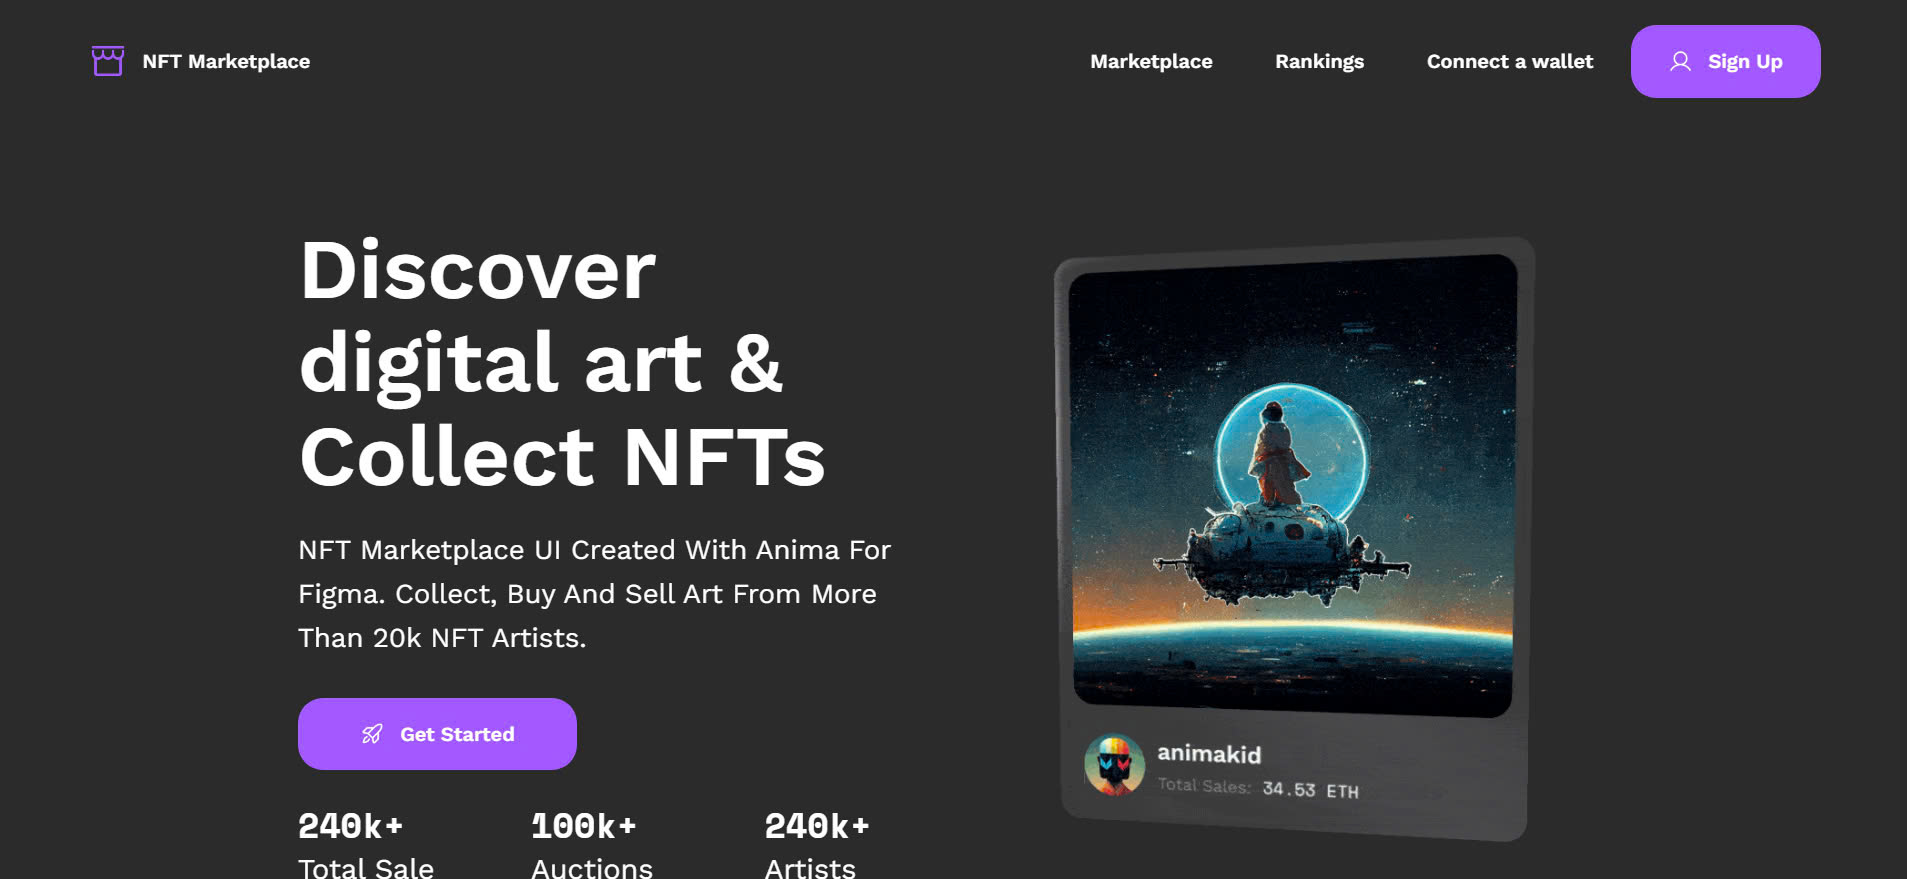 NFT Marketplace
Marketplace
Rankings
Connect a wallet
Sign Up
Discover
digital art &
Collect NFTs
NFT Marketplace UI Created With Anima For
Figma. Collect, Buy And Sell Art From More
Than 20k NFT Artists.
Get Started
240k+
Total Sale
100k+
Auctions
240k+
Artists
animakid
Total Sales: 34.53 ETH